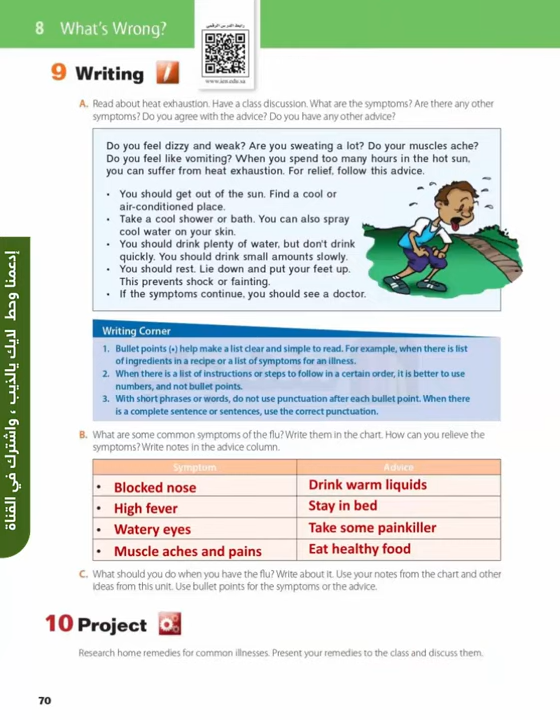 8 What's Wrong?
رابط الدرس الرقمي
www.ien.edu.sa
9 Writing
A. Read about heat exhaustion. Have a class discussion. What are the symptoms? Are there any other
symptoms? Do you agree with the advice? Do you have any other advice?
Do you feel dizzy and weak? Are you sweating a lot? Do your muscles ache?
Do you feel like vomiting? When you spend too many hours in the hot sun,
you can suffer from heat exhaustion. For relief, follow this advice.
• You should get out of the sun. Find a cool or
air-conditioned place.
• Take a cool shower or bath. You can also spray
cool water on your skin.
• You should drink plenty of water, but don't drink
quickly. You should drink small amounts slowly.
• You should rest. Lie down and put your feet up.
This prevents shock or fainting.
• If the symptoms continue, you should see a doctor.
Writing Corner
1. Bullet points (•) help make a list clear and simple to read. For example, when there is list
of ingredients in a recipe or a list of symptoms for an illness.
2. When there is a list of instructions or steps to follow in a certain order, it is better to use
numbers, and not bullet points.
3. With short phrases or words, do not use punctuation after each bullet point. When there
is a complete sentence or sentences, use the correct punctuation.
B. What are some common symptoms of the flu? Write them in the chart. How can you relieve the
symptoms? Write notes in the advice column.
Symptom Advice
• Blocked nose Drink warm liquids
• High fever Stay in bed
• Watery eyes Take some painkiller
• Muscle aches and pains Eat healthy food
C. What should you do when you have the flu? Write about it. Use your notes from the chart and other
ideas from this unit. Use bullet points for the symptoms or the advice.
10 Project
Research home remedies for common illnesses. Present your remedies to the class and discuss them.
70
إدعمنا وحط لايك يالذيب ، واشترك في القناة